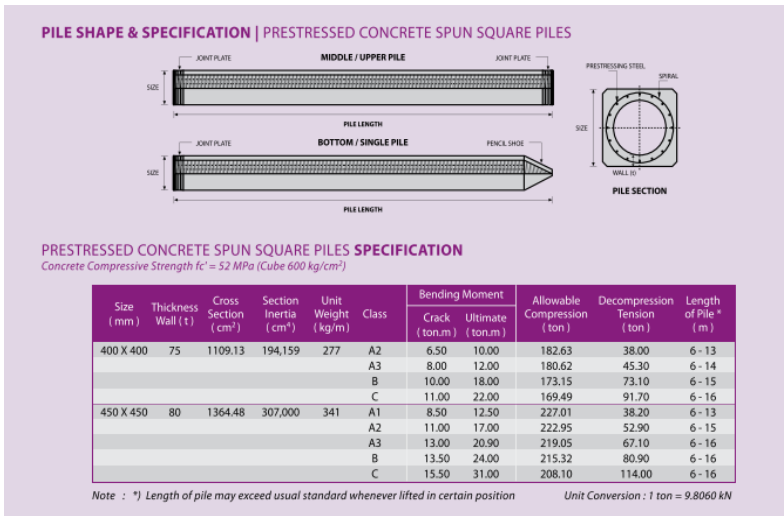 PILE SHAPE & SPECIFICATION | PRESTRESSED CONCRETE SPUN SQUARE PILES
JOINT PLATE MIDDLE / UPPER PILE JOINT PLATE
SIZE
PILE LENGTH
JOINT PLATE BOTTOM / SINGLE PILE PENCIL SHOE
SIZE
PILE LENGTH
PRESTRESSING STEEL
SPIRAL
SIZE
WALL (t)
PILE SECTION
PRESTRESSED CONCRETE SPUN SQUARE PILES SPECIFICATION
Concrete Compressive Strength fc' = 52 MPa (Cube 600 kg/cm²)
Size ( mm ) Thickness Wall ( t ) Cross Section ( cm² ) Section Inertia ( cm⁴ ) Unit Weight ( kg/m ) Class Bending Moment Crack ( ton.m ) Ultimate ( ton.m ) Allowable Compression ( ton ) Decompression Tension ( ton ) Length of Pile * ( m )
400 X 400 75 1109.13 194,159 277 A2 6.50 10.00 182.63 38.00 6 - 13
A3 8.00 12.00 180.62 45.30 6 - 14
B 10.00 18.00 173.15 73.10 6 - 15
C 11.00 22.00 169.49 91.70 6 - 16
450 X 450 80 1364.48 307,000 341 A1 8.50 12.50 227.01 38.20 6 - 13
A2 11.00 17.00 222.95 52.90 6 - 15
A3 13.00 20.90 219.05 67.10 6 - 16
B 13.50 24.00 215.32 80.90 6 - 16
C 15.50 31.00 208.10 114.00 6 - 16
Note : *) Length of pile may exceed usual standard whenever lifted in certain position Unit Conversion : 1 ton = 9.8060 kN